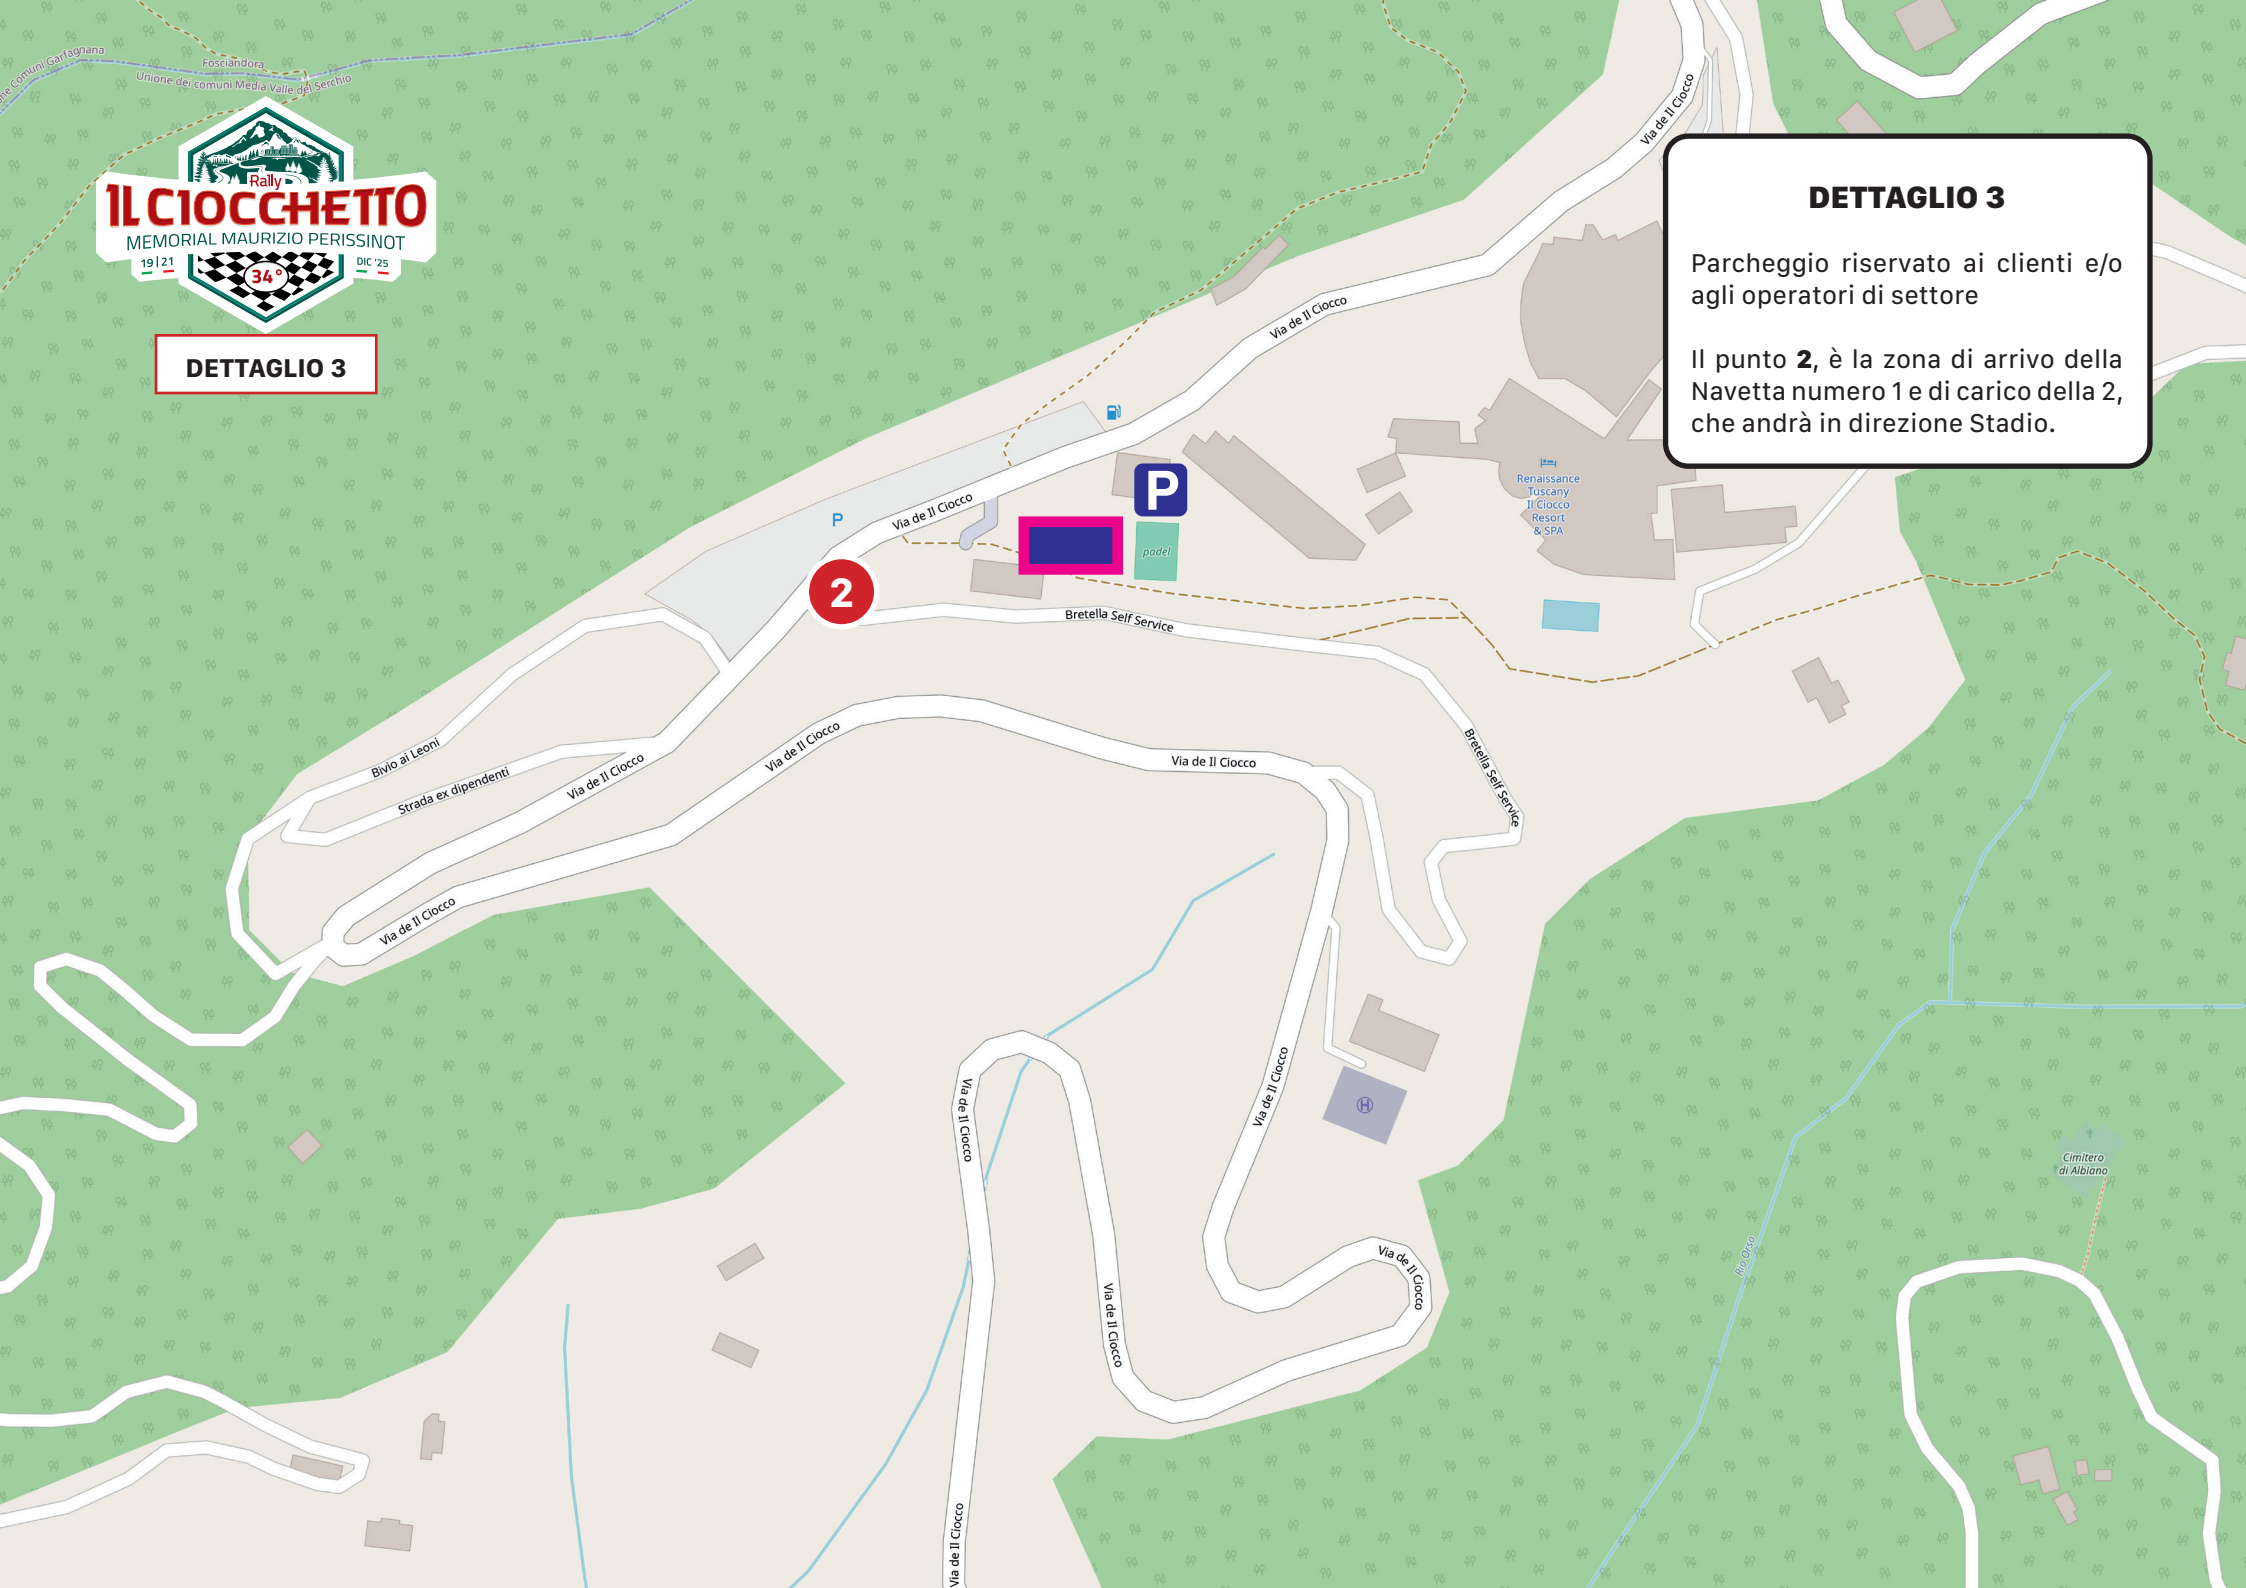 ne Comuni Garfagnana
Fosciandora
Unione dei comuni Media Valle del Serchio
Rally
IL CIOCCHETTO
MEMORIAL MAURIZIO PERISSINOT
19|21
DIC '25
34°
DETTAGLIO 3
DETTAGLIO 3
Parcheggio riservato ai clienti e/o
agli operatori di settore
Il punto 2, è la zona di arrivo della
Navetta numero 1 e di carico della 2,
che andrà in direzione Stadio.
Via de Il Ciocco
Via de Il Ciocco
Via de Il Ciocco
P
P
padel
2
Renaissance
Tuscany
Il Ciocco
Resort
& SPA
Bretella Self Service
Bretella Self Service
Bivio ai Leoni
Strada ex dipendenti
Via de Il Ciocco
Via de Il Ciocco
Via de Il Ciocco
Via de Il Ciocco
Via de Il Ciocco
Via de Il Ciocco
H
Cimitero
di Albiano
Rio Orso
Via de Il Ciocco
Via de Il Ciocco
Via de Il Ciocco